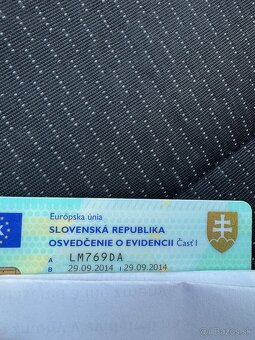 Európska únia
SLOVENSKÁ REPUBLIKA
OSVEDČENIE O EVIDENCII Časť I
A LM769DA
B 29.09.2014 I 29.09.2014